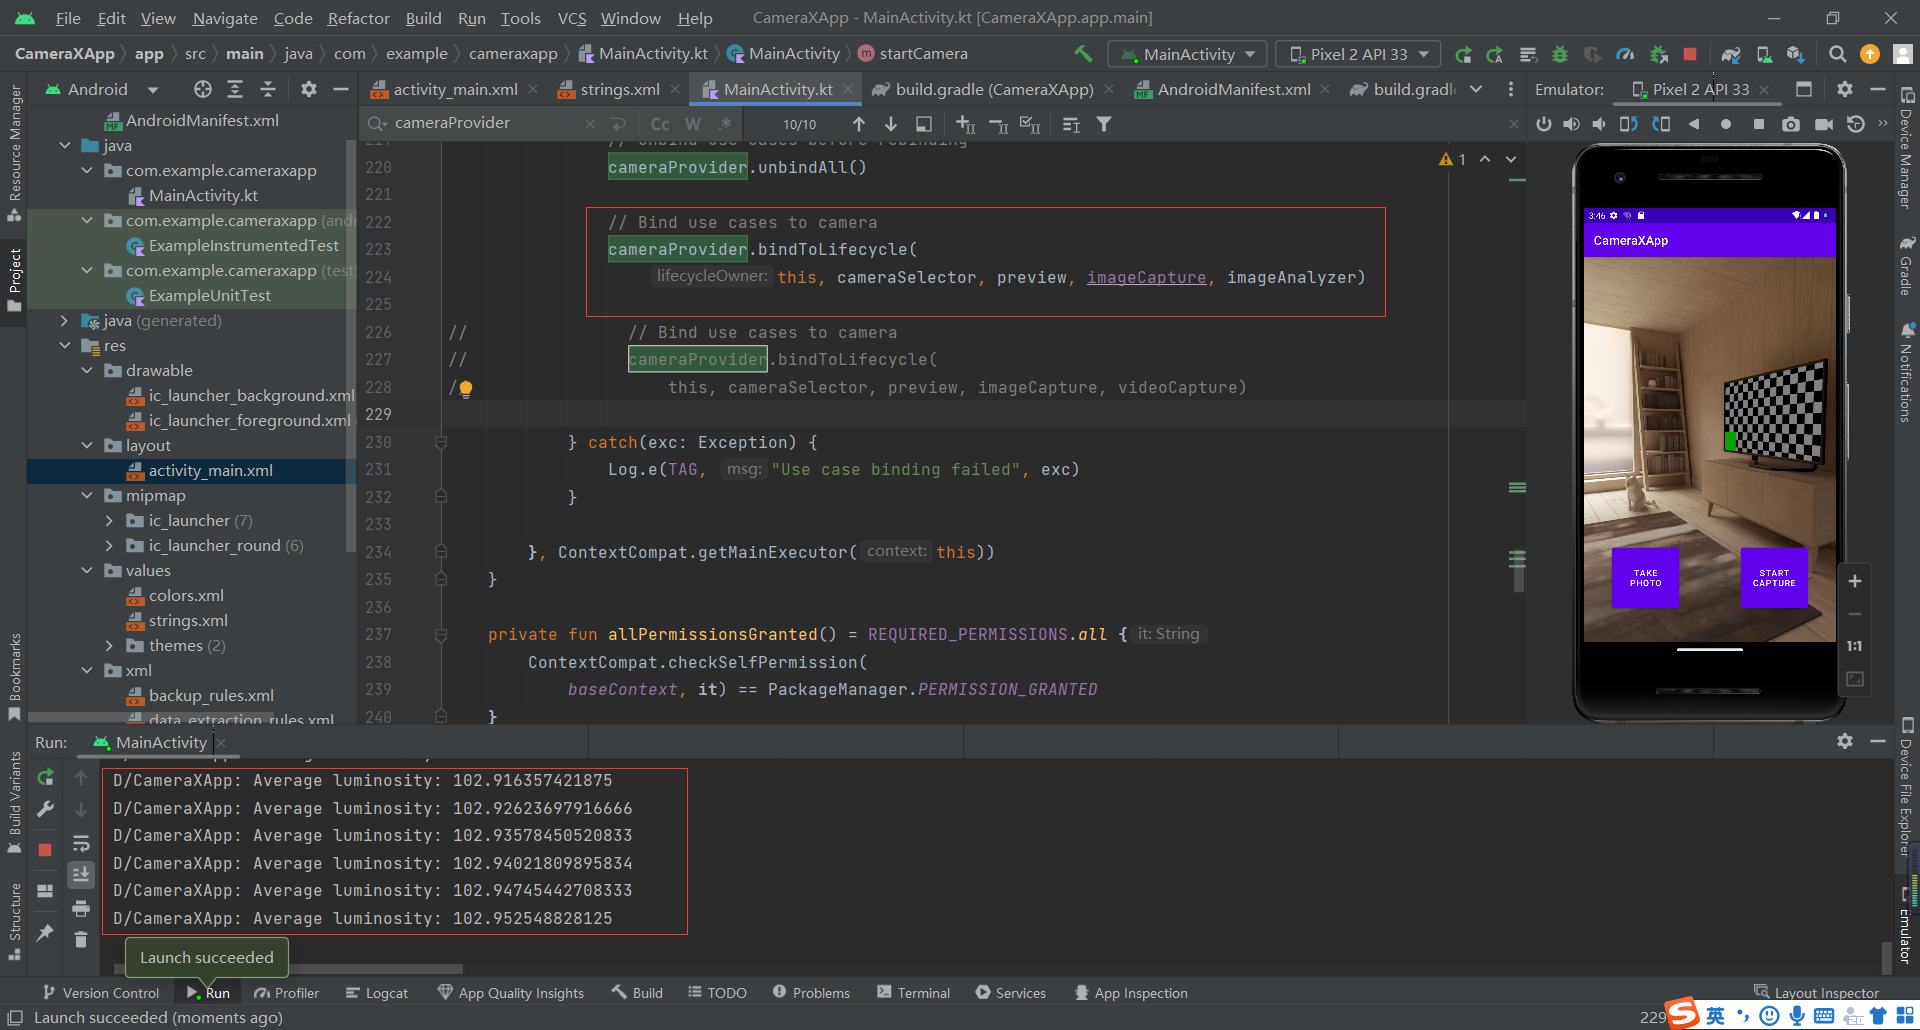 File Edit View Navigate Code Refactor Build Run Tools VCS Window Help CameraXApp - MainActivity.kt [CameraXApp.app.main]
CameraXApp app src main java com example cameraxapp MainActivity.kt MainActivity startCamera MainActivity Pixel 2 API 33
Android activity_main.xml strings.xml MainActivity.kt build.gradle (CameraXApp) AndroidManifest.xml build.gradl Emulator: Pixel 2 API 33
cameraProvider Cc W .* 10/10
Resource Manager
Project
Bookmarks
Build Variants
Structure
AndroidManifest.xml
java
com.example.cameraxapp
MainActivity.kt
com.example.cameraxapp (andr
ExampleInstrumentedTest
com.example.cameraxapp (test)
ExampleUnitTest
java (generated)
res
drawable
ic_launcher_background.xml
ic_launcher_foreground.xml
layout
activity_main.xml
mipmap
ic_launcher (7)
ic_launcher_round (6)
values
colors.xml
strings.xml
themes (2)
xml
backup_rules.xml
data_extraction_rules.xml
219 // Unbind use cases before rebinding
220 cameraProvider.unbindAll()
221
222 // Bind use cases to camera
223 cameraProvider.bindToLifecycle(
224 lifecycleOwner: this, cameraSelector, preview, imageCapture, imageAnalyzer)
225
226 // // Bind use cases to camera
227 // cameraProvider.bindToLifecycle(
228 / this, cameraSelector, preview, imageCapture, videoCapture)
229
230 } catch(exc: Exception) {
231 Log.e(TAG, msg: "Use case binding failed", exc)
232 }
233
234 }, ContextCompat.getMainExecutor( context: this))
235 }
236
237 private fun allPermissionsGranted() = REQUIRED_PERMISSIONS.all { it: String
238 ContextCompat.checkSelfPermission(
239 baseContext, it) == PackageManager.PERMISSION_GRANTED
240 }
1
3:46
CameraXApp
TAKE
PHOTO
START
CAPTURE
1:1
Device Manager
Gradle
Notifications
Device File Explorer
Emulator
Run: MainActivity
D/CameraXApp: Average luminosity: 102.916357421875
D/CameraXApp: Average luminosity: 102.92623697916666
D/CameraXApp: Average luminosity: 102.93578450520833
D/CameraXApp: Average luminosity: 102.94021809895834
D/CameraXApp: Average luminosity: 102.94745442708333
D/CameraXApp: Average luminosity: 102.952548828125
Launch succeeded
Version Control Run Profiler Logcat App Quality Insights Build TODO Problems Terminal Services App Inspection Layout Inspector
Launch succeeded (moments ago) 229 英